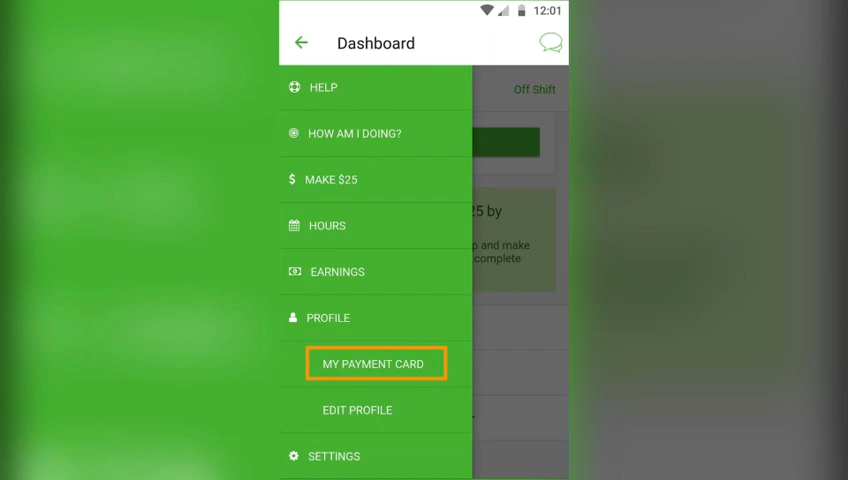 12:01
Dashboard
HELP
Off Shift
HOW AM I DOING?
MAKE $25
25 by
HOURS
p and make
complete
EARNINGS
PROFILE
MY PAYMENT CARD
EDIT PROFILE
SETTINGS